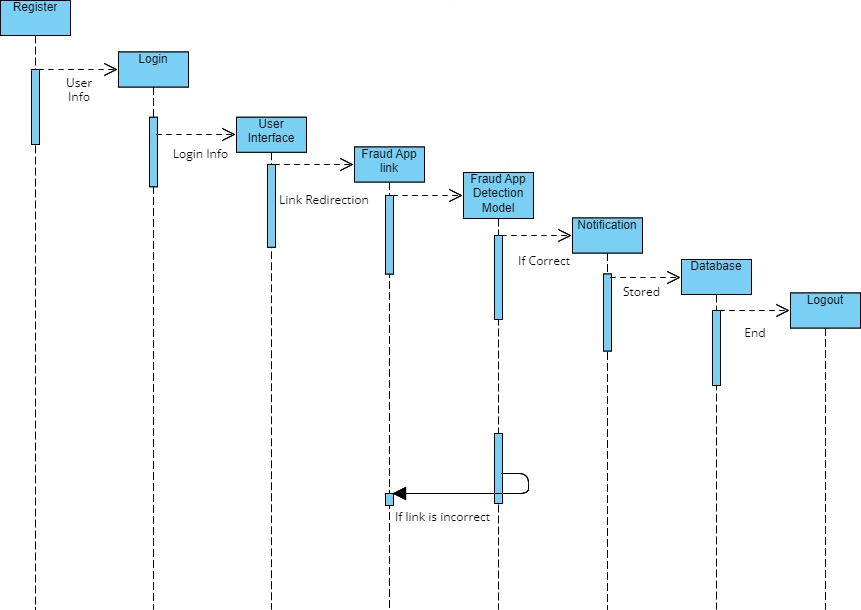 Register
Login
User
Info
User
Interface
Login Info
Fraud App
link
Link Redirection
Fraud App
Detection
Model
Notification
If Correct
Database
Stored
Logout
End
If link is incorrect